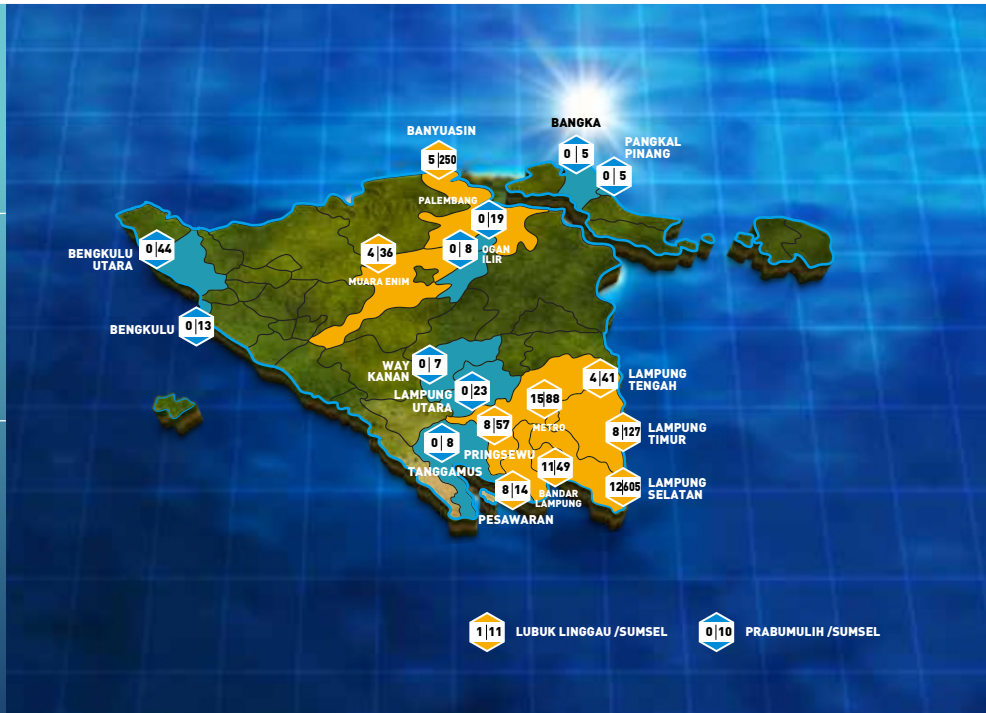 BANGKA
0|5
PANGKAL
PINANG
0|5
BANYUASIN
5|250
PALEMBANG
0|19
0|8
OGAN
ILIR
4|36
MUARA ENIM
BENGKULU
UTARA
0|44
BENGKULU
0|13
WAY
KANAN
0|7
LAMPUNG
UTARA
0|23
4|41
LAMPUNG
TENGAH
15|88
METRO
8|57
PRINGSEWU
8|127
LAMPUNG
TIMUR
0|8
TANGGAMUS
11|49
BANDAR
LAMPUNG
8|14
PESAWARAN
12|605
LAMPUNG
SELATAN
1|11 LUBUK LINGGAU /SUMSEL
0|10 PRABUMULIH /SUMSEL